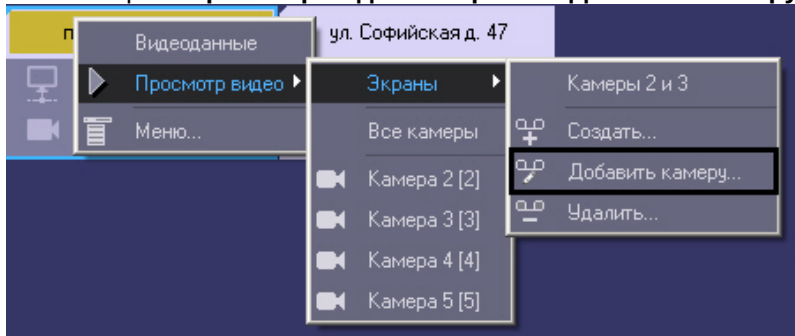 п
ул. Софийская д. 47
Видеоданные
Просмотр видео
Экраны
Камеры 2 и 3
Меню...
Все камеры
Создать...
Камера 2 [2]
Добавить камеру...
Камера 3 [3]
Удалить...
Камера 4 [4]
Камера 5 [5]